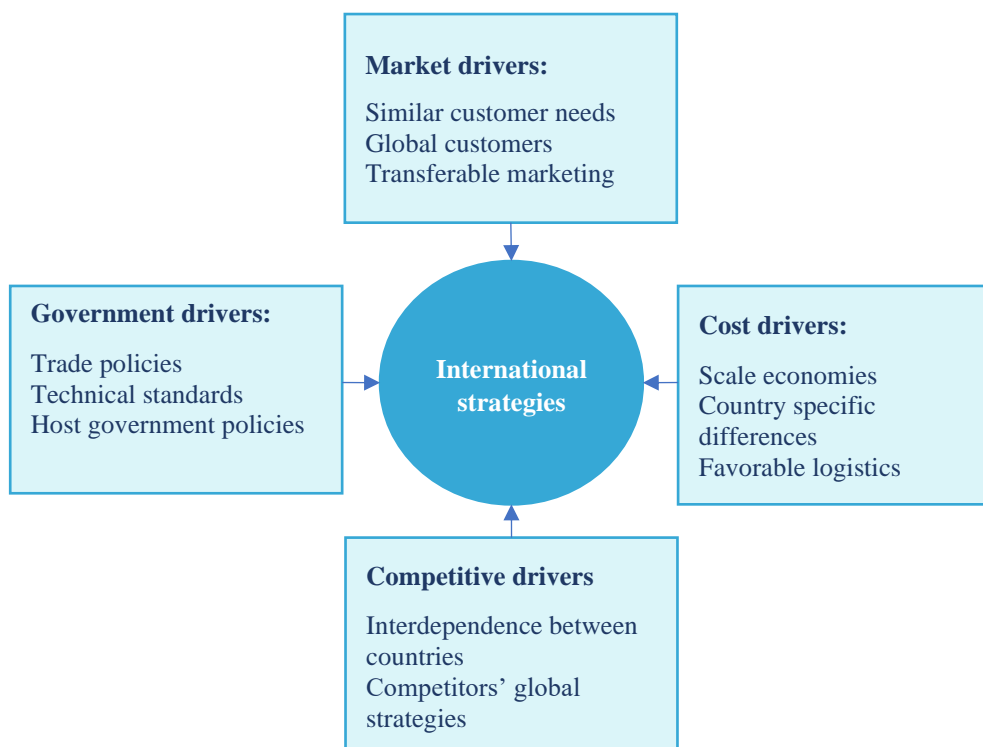 Market drivers:
Similar customer needs
Global customers
Transferable marketing
Government drivers:
Trade policies
Technical standards
Host government policies
International
strategies
Cost drivers:
Scale economies
Country specific
differences
Favorable logistics
Competitive drivers
Interdependence between
countries
Competitors’ global
strategies